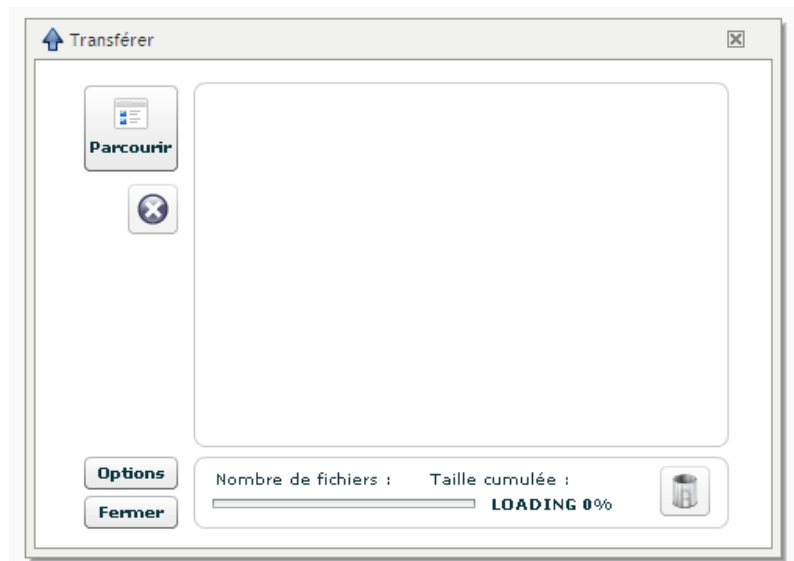 Transférer
Parcourir
Options
Fermer
Nombre de fichiers : Taille cumulée :
LOADING 0%